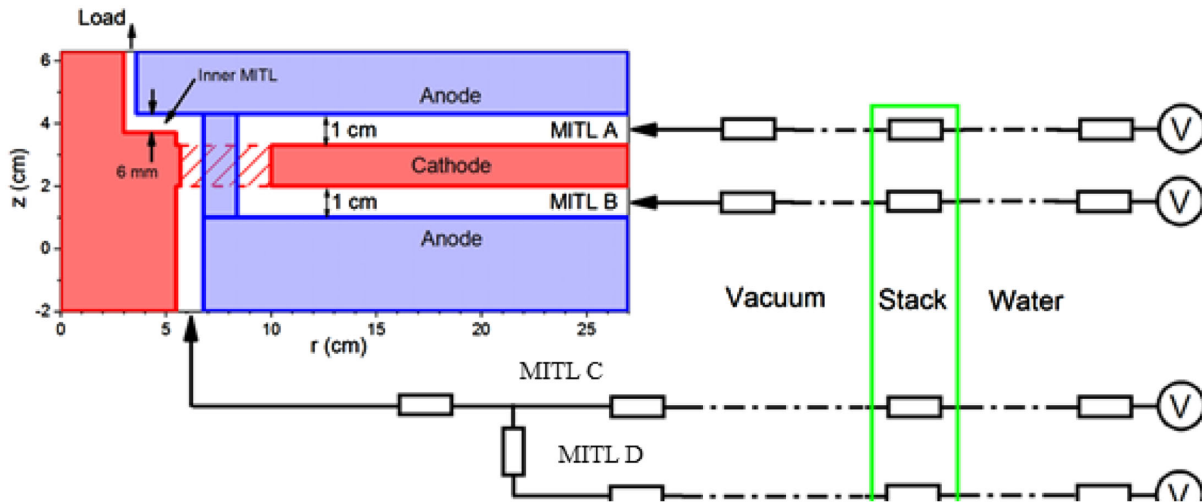 Load
6
4
2
0
-2
z (cm)
Inner MITL
6 mm
Anode
1 cm
MITL A
Cathode
1 cm
MITL B
Anode
0
5
10
15
20
25
r (cm)
Vacuum
Stack
Water
V
V
MITL C
V
MITL D
V